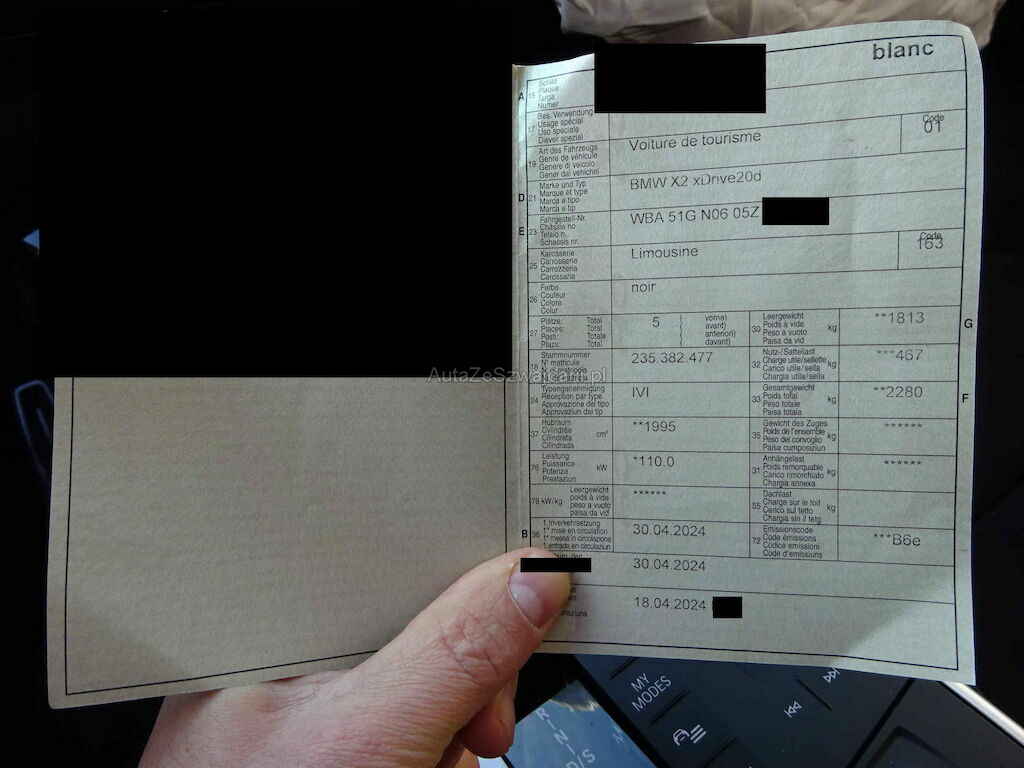 blanc
A 15 Schild
Plaque
Targa
Numer
17 Bes. Verwendung
Usage spécial
Uso speciale
Diever spezial
19 Art des Fahrzeugs
Genre de véhicule
Genere di veicolo
Gener dal vehichel
Voiture de tourisme
Code
01
D 21 Marke und Typ
Marque et type
Marca e tipo
Marca e tip
BMW X2 xDrive20d
E 23 Fahrgestell-Nr.
Châssis no
Telaio n.
Schassis nr.
WBA 51G N06 05Z
25 Karosserie
Carrosserie
Carrozzeria
Carossaria
Limousine
Code
163
26 Farbe
Couleur
Colore
Colur
noir
27 Plätze: Total
Places: Total
Posti: Totale
Plazs: Total
5
vorne)
avant)
anteriori)
davant)
30 Leergewicht
Poids à vide
Peso a vuoto
Paisa da vid
kg
**1813
G
18 Stammnummer
N° matricule
N° matricola
235.382.477
32 Nutz-/Sattellast
Charge utile/sellette
Carico utile/sella
Chargia utila/sella
kg
***467
AutaZeSzwajcarii.pl
24 Typengenehmigung
Réception par type
Approvazione del tipo
Approvaziun dal tip
IVI
33 Gesamtgewicht
Poids total
Peso totale
Paisa totala
kg
**2280
F
37 Hubraum
Cylindrée
Cilindrata
Cilindrada
cm³
**1995
35 Gewicht des Zuges
Poids de l'ensemble
Peso del convoglio
Paisa cumposiziun
kg
******
76 Leistung
Puissance
Potenza
Prestaziun
kW
*110.0
31 Anhängelast
Poids remorquable
Carico rimorchiato
Chargia annexa
kg
******
78 kW/kg Leergewicht
poids à vide
peso a vuoto
paisa da vid
******
55 Dachlast
Charge sur le toit
Carico sul tetto
Chargia sin il tetg
kg
B 36 1. Inverkehrsetzung
1re mise en circulation
1a messa in circolazione
1. entrada en circulaziun
30.04.2024
72 Emissionscode
Code émissions
Codice emissioni
Code d'emissiuns
***B6e
30.04.2024
18.04.2024
MY
MODES